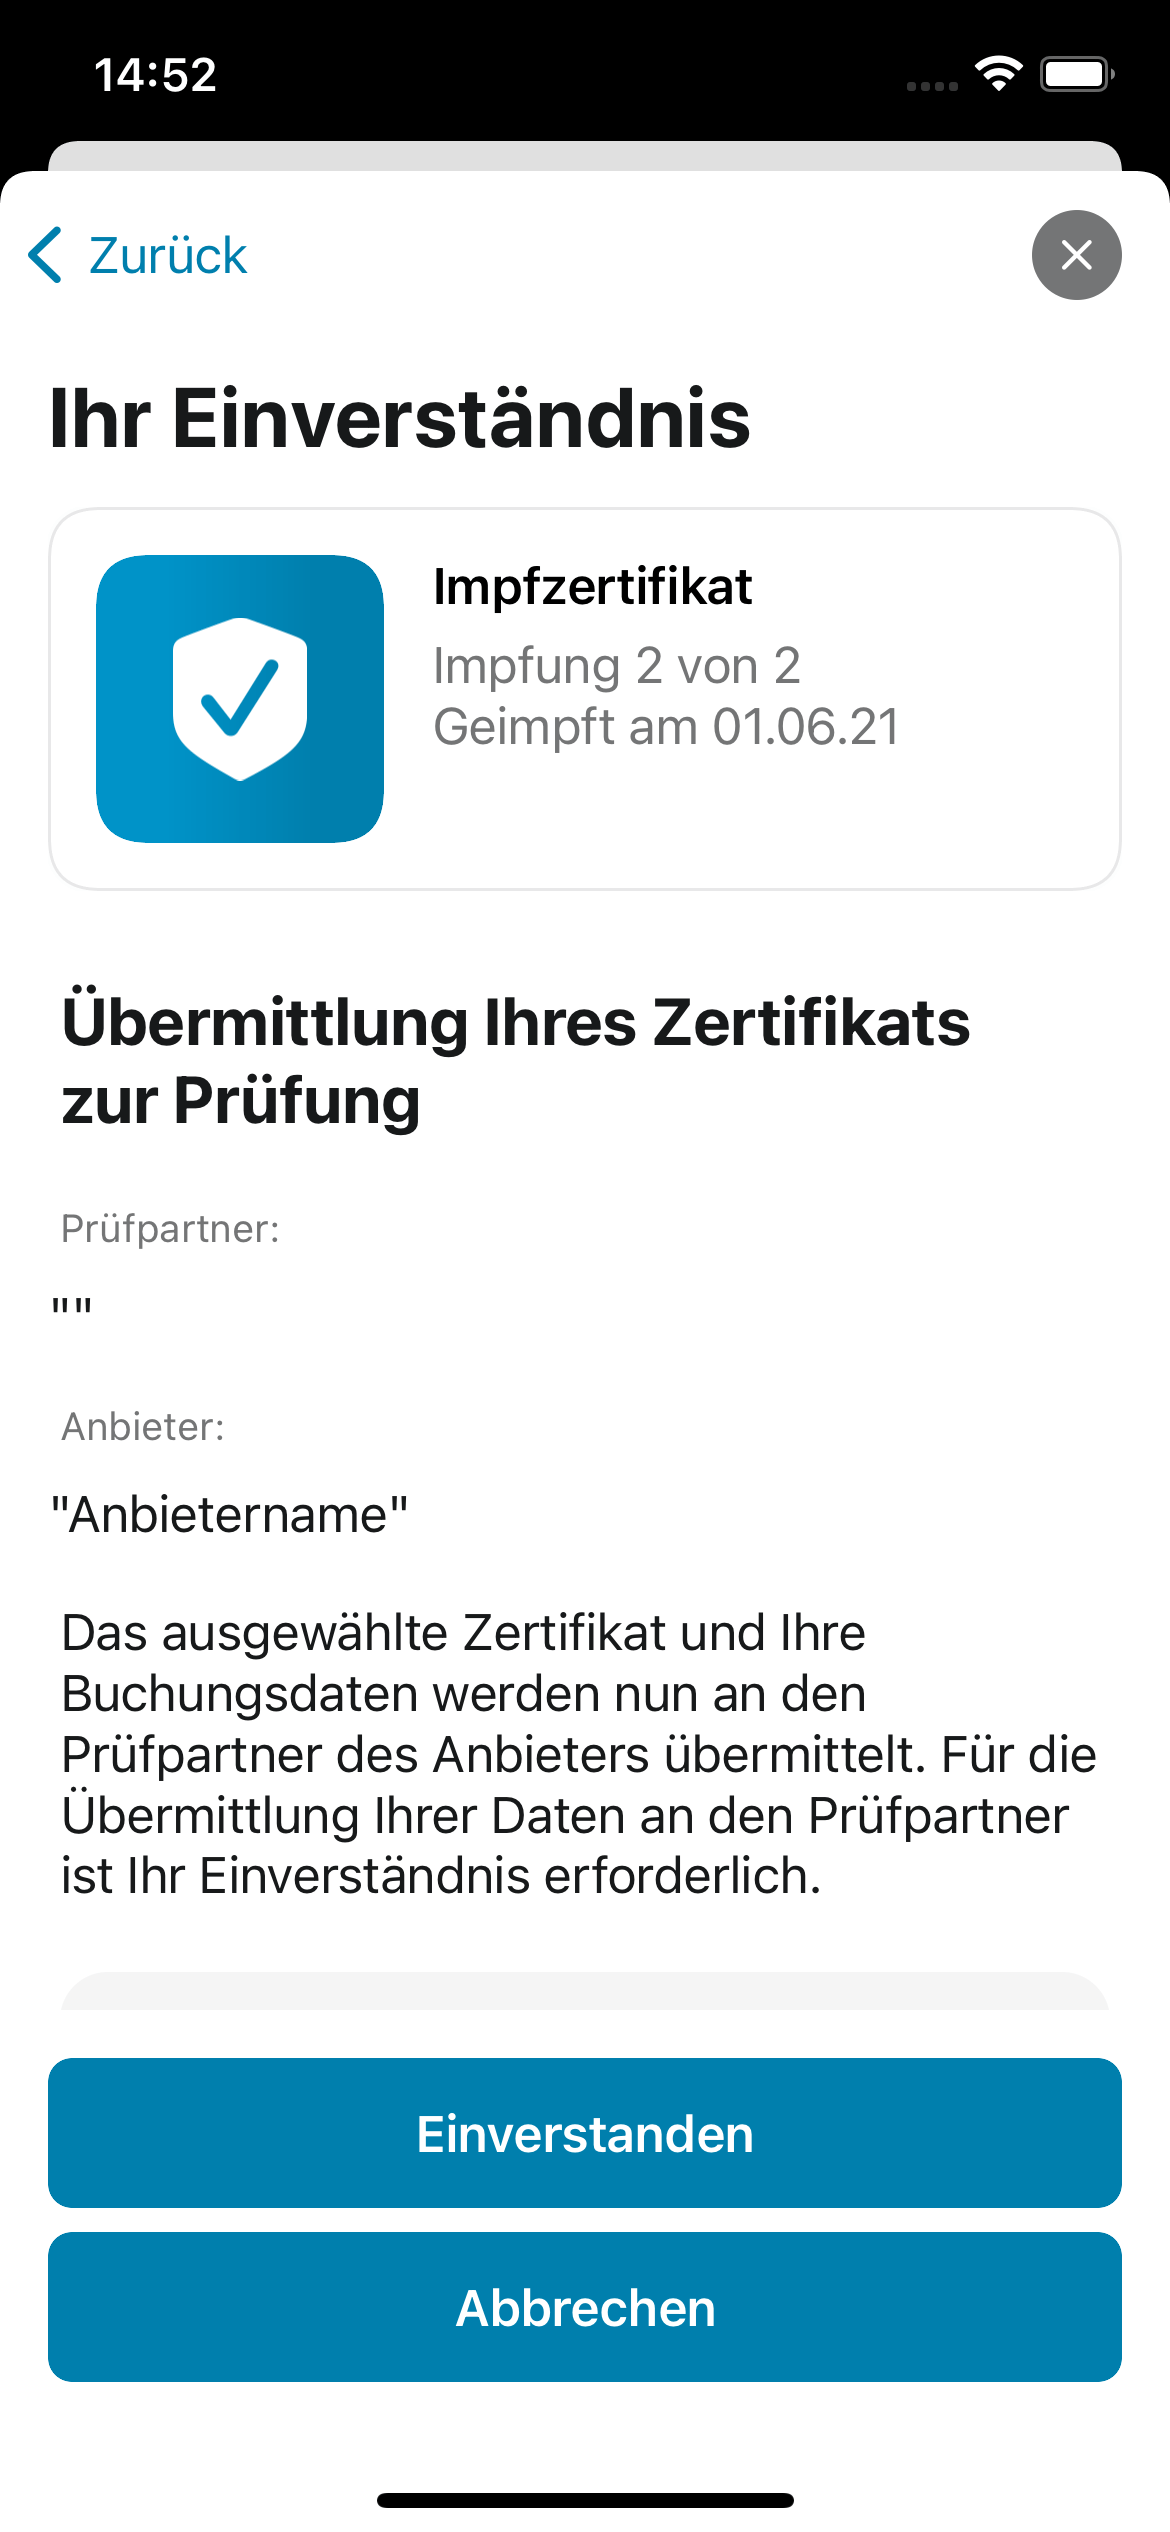 14:52
Zurück
Ihr Einverständnis
Impfzertifikat
Impfung 2 von 2
Geimpft am 01.06.21
Übermittlung Ihres Zertifikats
zur Prüfung
Prüfpartner:
""
Anbieter:
"Anbietername"
Das ausgewählte Zertifikat und Ihre
Buchungsdaten werden nun an den
Prüfpartner des Anbieters übermittelt. Für die
Übermittlung Ihrer Daten an den Prüfpartner
ist Ihr Einverständnis erforderlich.
Einverstanden
Abbrechen